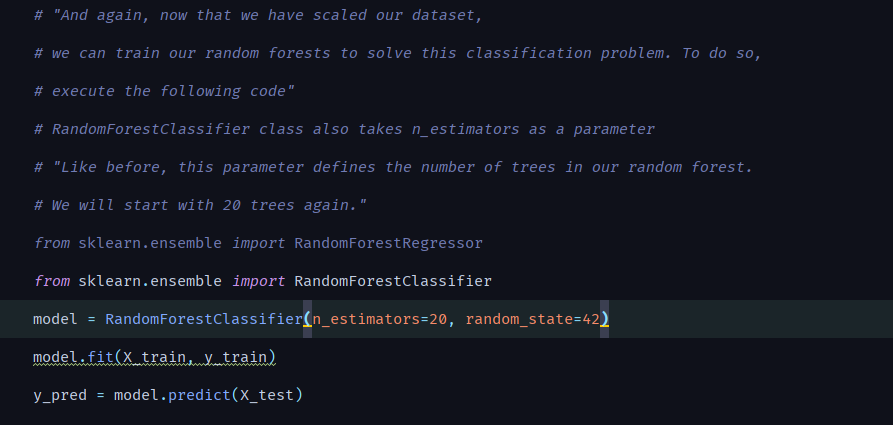 # "And again, now that we have scaled our dataset,
# we can train our random forests to solve this classification problem. To do so,
# execute the following code"
# RandomForestClassifier class also takes n_estimators as a parameter
# "Like before, this parameter defines the number of trees in our random forest.
# We will start with 20 trees again."
from sklearn.ensemble import RandomForestRegressor
from sklearn.ensemble import RandomForestClassifier
model = RandomForestClassifier(n_estimators=20, random_state=42)
model.fit(X_train, y_train)
y_pred = model.predict(X_test)